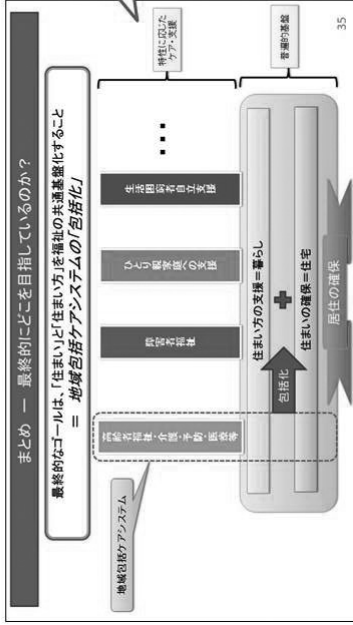 まとめ － 最終的にどこを目指しているのか？
最終的なゴールは、「住まい」と「住まい方」を福祉の共通基盤化すること
＝ 地域包括ケアシステムの「包括化」
地域包括ケアシステム
高齢者福祉・介護・予防・医療等
障害者福祉
ひとり親家庭への支援
生活困窮者自立支援
・・・
特性に応じた
ケア・支援
包括化
住まい方の支援＝暮らし
住まいの確保＝住宅
普遍的基盤
居住の確保
35